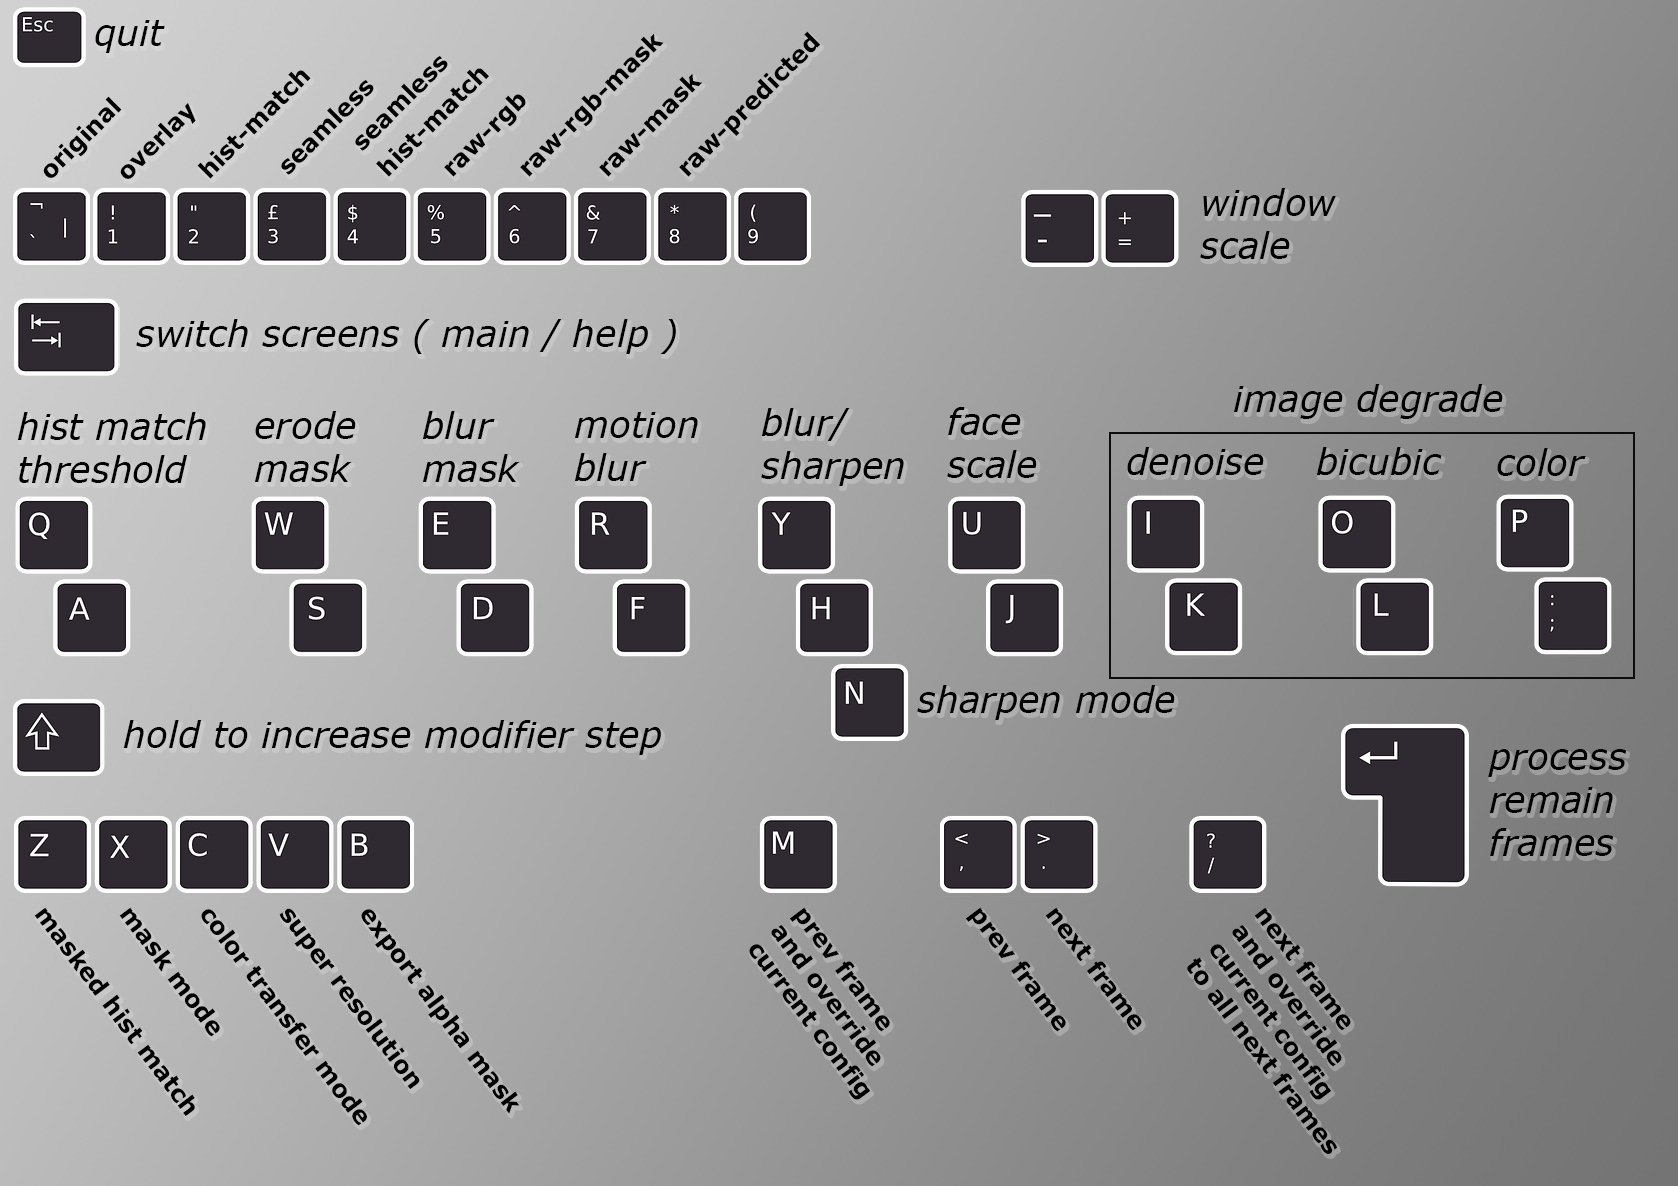 Esc quit
original
overlay
hist-match
seamless
seamless
hist-match
raw-rgb
raw-rgb-mask
raw-mask
raw-predicted
¬ ` |
! 1
" 2
£ 3
$ 4
% 5
^ 6
& 7
* 8
( 9
_ -
+ =
window
scale
switch screens ( main / help )
hist match
threshold
erode
mask
blur
mask
motion
blur
blur/
sharpen
face
scale
image degrade
denoise
bicubic
color
Q W E R Y U I O P
A S D F H J K L : ;
N sharpen mode
hold to increase modifier step
process
remain
frames
Z X C V B M < , > . ? /
masked hist match
mask mode
color transfer mode
super resolution
export alpha mask
prev frame
and override
current config
prev frame
next frame
next frame
and override
current config
to all next frames